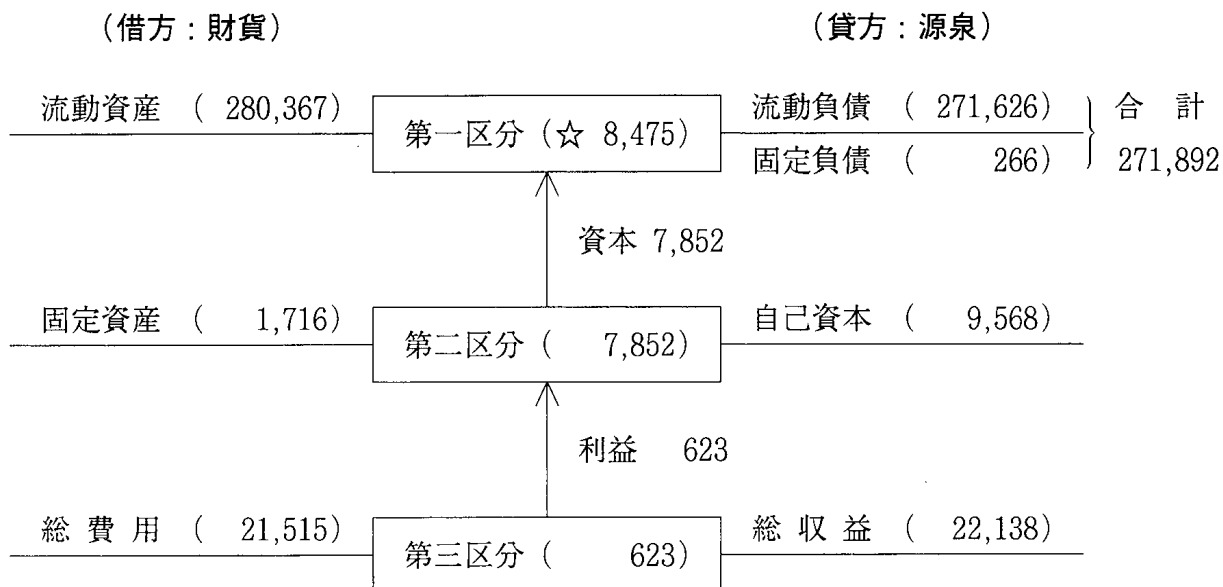 (借方:財貨) (貸方:源泉)
流動資産 ( 280,367) 第一区分 (☆ 8,475) 流動負債 ( 271,626) 合 計
固定負債 ( 266) 271,892
資本 7,852
固定資産 ( 1,716) 第二区分 ( 7,852) 自己資本 ( 9,568)
利益 623
総 費 用 ( 21,515) 第三区分 ( 623) 総 収 益 ( 22,138)